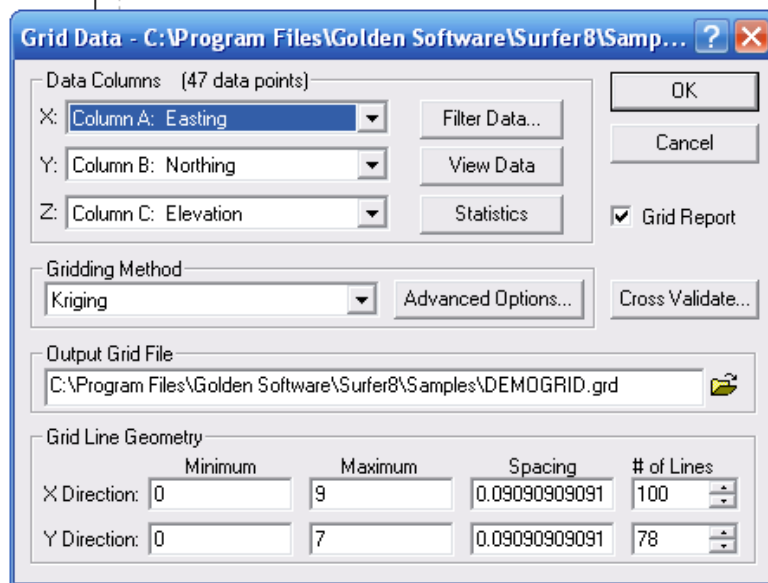 Grid Data - C:\Program Files\Golden Software\Surfer8\Samp...
Data Columns (47 data points)
X: Column A: Easting
Filter Data...
Y: Column B: Northing
View Data
Z: Column C: Elevation
Statistics
OK
Cancel
Grid Report
Gridding Method
Kriging
Advanced Options...
Cross Validate...
Output Grid File
C:\Program Files\Golden Software\Surfer8\Samples\DEMOGRID.grd
Grid Line Geometry
Minimum Maximum Spacing # of Lines
X Direction: 0 9 0.09090909091 100
Y Direction: 0 7 0.09090909091 78